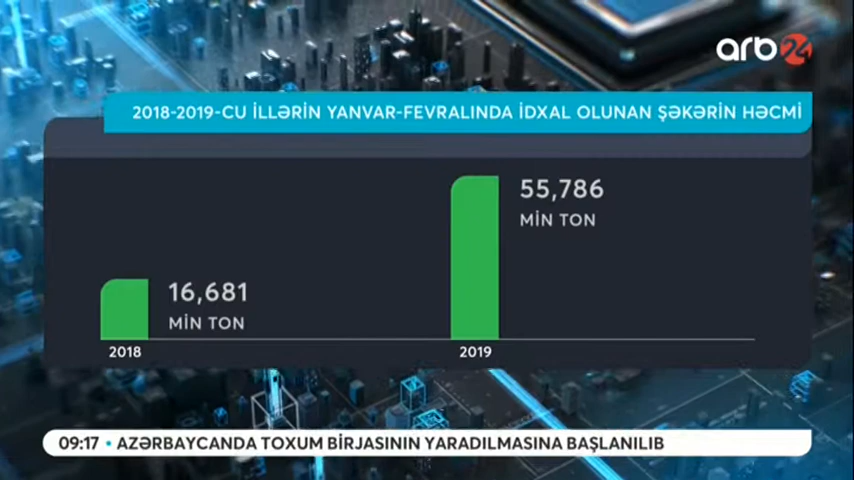 arb24
2018-2019-CU İLLƏRİN YANVAR-FEVRALINDA İDXAL OLUNAN ŞƏKƏRİN HƏCMİ
55,786
MİN TON
16,681
MİN TON
2018
2019
09:17 • AZƏRBAYCANDA TOXUM BİRJASININ YARADILMASINA BAŞLANILIB